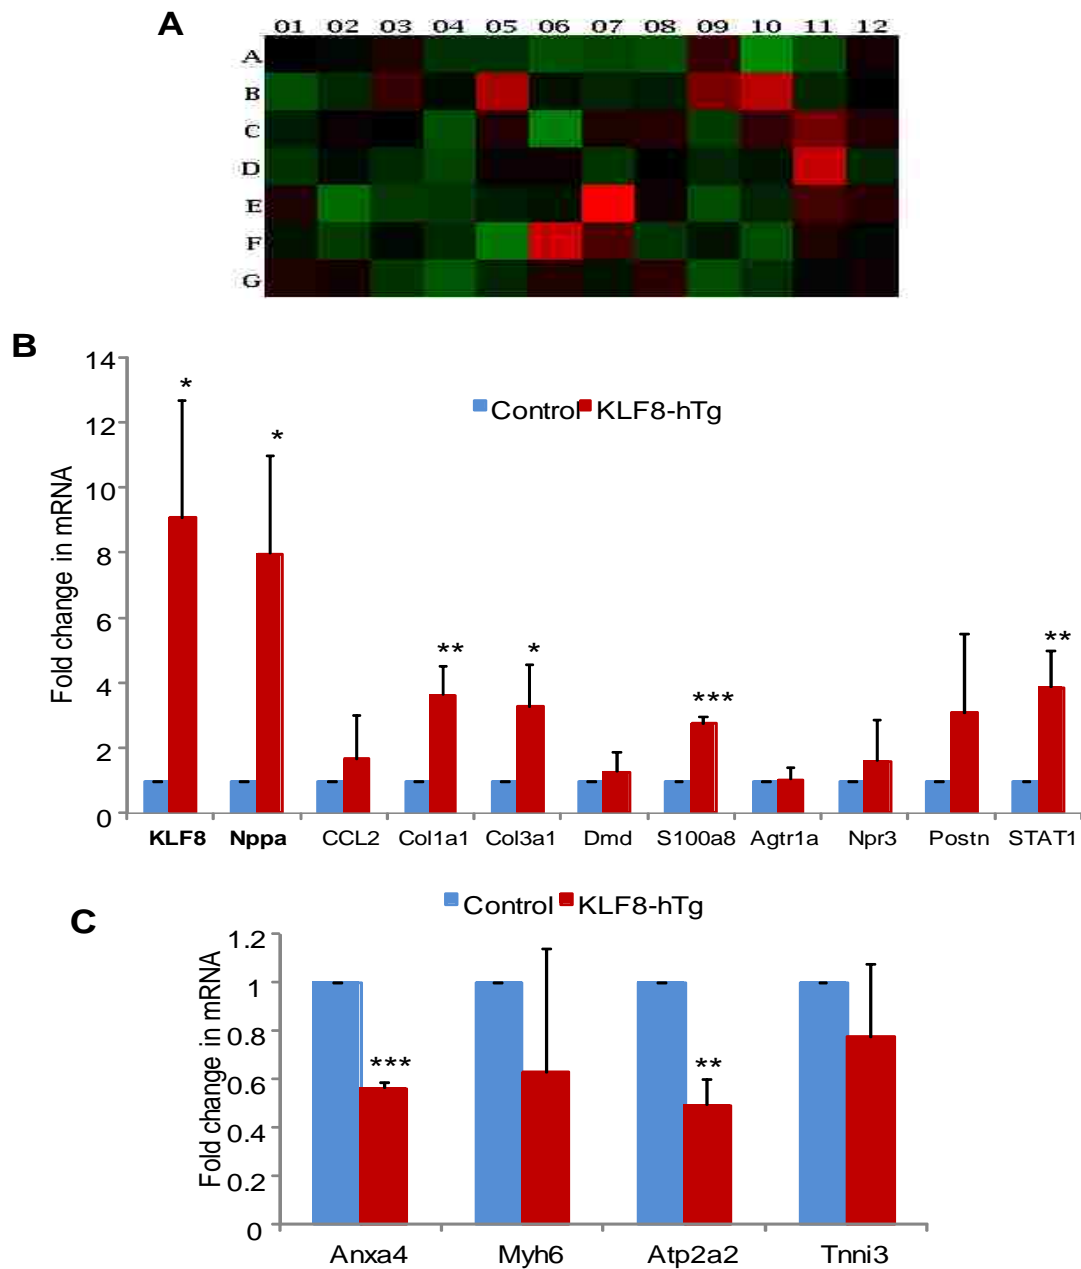 A
01 02 03 04 05 06 07 08 09 10 11 12
A
B
C
D
E
F
G
B
Fold change in mRNA
14
12
10
8
6
4
2
0
Control KLF8-hTg
* * ** * *** **
KLF8 Nppa CCL2 Col1a1 Col3a1 Dmd S100a8 Agtr1a Npr3 Postn STAT1
C
Control KLF8-hTg
Fold change in mRNA
1.2
1
0.8
0.6
0.4
0.2
0
*** **
Anxa4 Myh6 Atp2a2 Tnni3